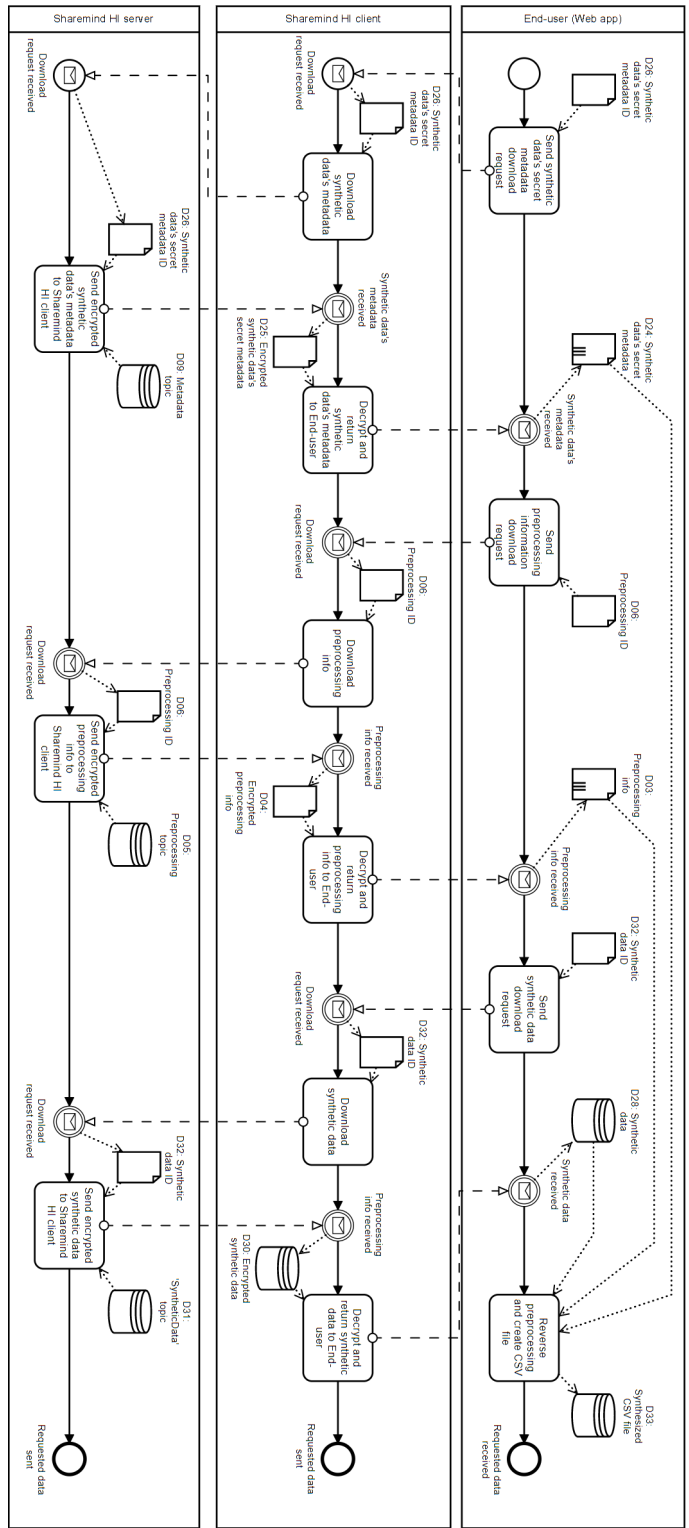 Sharemind HI server
Sharemind HI client
End-user (Web app)
D26: Synthetic
data's secret
metadata ID
Send synthetic
data's secret
metadata
download
request
D24: Synthetic
data's secret
metadata
Synthetic data's
metadata
received
Send
preprocessing
information
download
request
D06:
Preprocessing ID
D03:
Preprocessing
info
Preprocessing
info received
D32: Synthetic
data ID
Send
synthetic data
download
request
D28: Synthetic
data
Synthetic data
received
Reverse
preprocessing
and create CSV
file
D33:
Synthesized
CSV file
Requested data
received
Download
request received
D26: Synthetic
data's secret
metadata ID
Download
synthetic
data's metadata
Synthetic data's
metadata
received
D25: Encrypted
synthetic data's
secret metadata
Decrypt and
return
synthetic
data's metadata
to End-user
Download
request received
D06:
Preprocessing ID
Download
preprocessing
info
Preprocessing
info received
D04:
Encrypted
preprocessing
info
Decrypt and
return
preprocessing
info to End-
user
Download
request received
D32: Synthetic
data ID
Download
synthetic data
Preprocessing
info received
D30: Encrypted
synthetic data
Decrypt and
return synthetic
data to End-
user
Requested data
sent
Download
request received
D26: Synthetic
data's secret
metadata ID
Send encrypted
synthetic
data's metadata
to Sharemind
HI client
D09: Metadata
topic
Download
request received
D06:
Preprocessing ID
Send encrypted
preprocessing
info to
Sharemind HI
client
D05:
Preprocessing
topic
Download
request received
D32: Synthetic
data ID
Send encrypted
synthetic data
to Sharemind
HI client
D31:
'SyntheticData'
topic
Requested data
sent